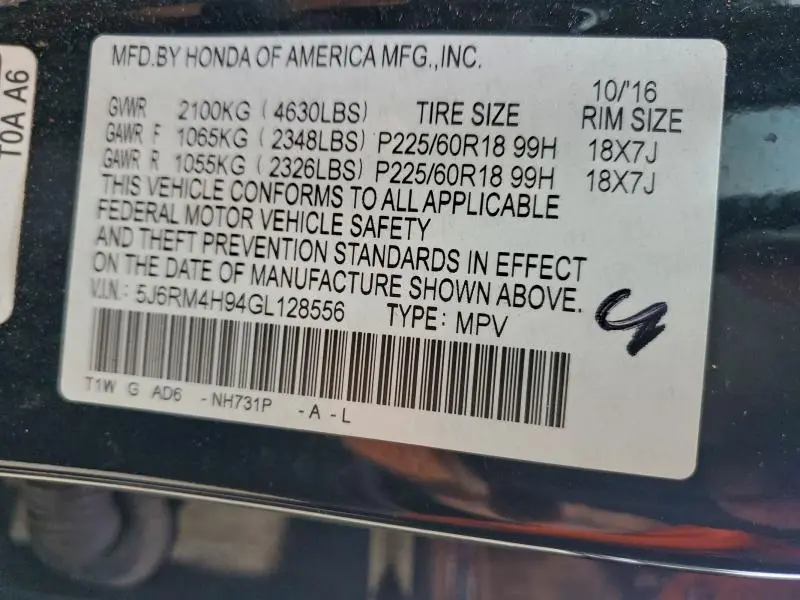 T0A A6
MFD.BY HONDA OF AMERICA MFG.,INC.
10/'16
GVWR 2100KG ( 4630LBS) TIRE SIZE RIM SIZE
GAWR F 1065KG ( 2348LBS) P225/60R18 99H 18X7J
GAWR R 1055KG ( 2326LBS) P225/60R18 99H 18X7J
THIS VEHICLE CONFORMS TO ALL APPLICABLE
FEDERAL MOTOR VEHICLE SAFETY
AND THEFT PREVENTION STANDARDS IN EFFECT
ON THE DATE OF MANUFACTURE SHOWN ABOVE.
V.I.N.: 5J6RM4H94GL128556 TYPE: MPV
T1W G AD6 -NH731P -A-L